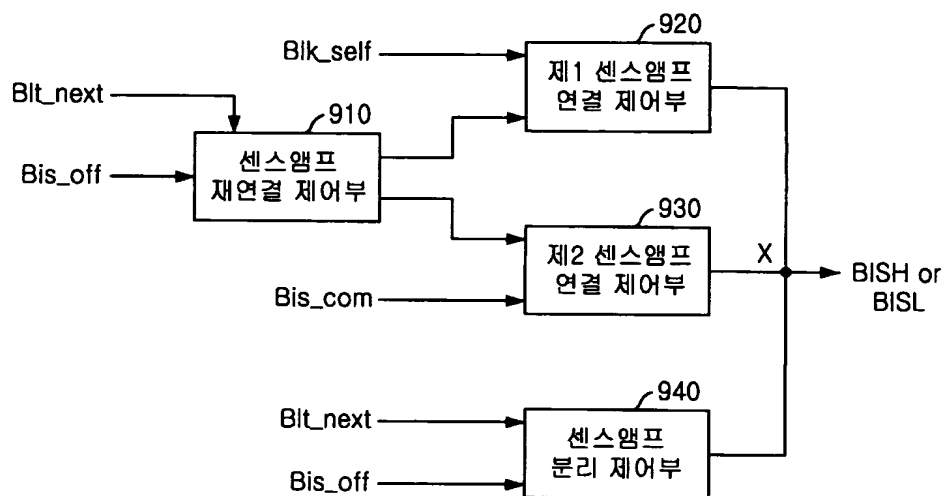 920
Blk_self
제1 센스앰프
연결 제어부
Blt_next
910
센스앰프
재연결 제어부
Bis_off
930
제2 센스앰프
연결 제어부
X
BISH or
BISL
Bis_com
940
Blt_next
센스앰프
분리 제어부
Bis_off